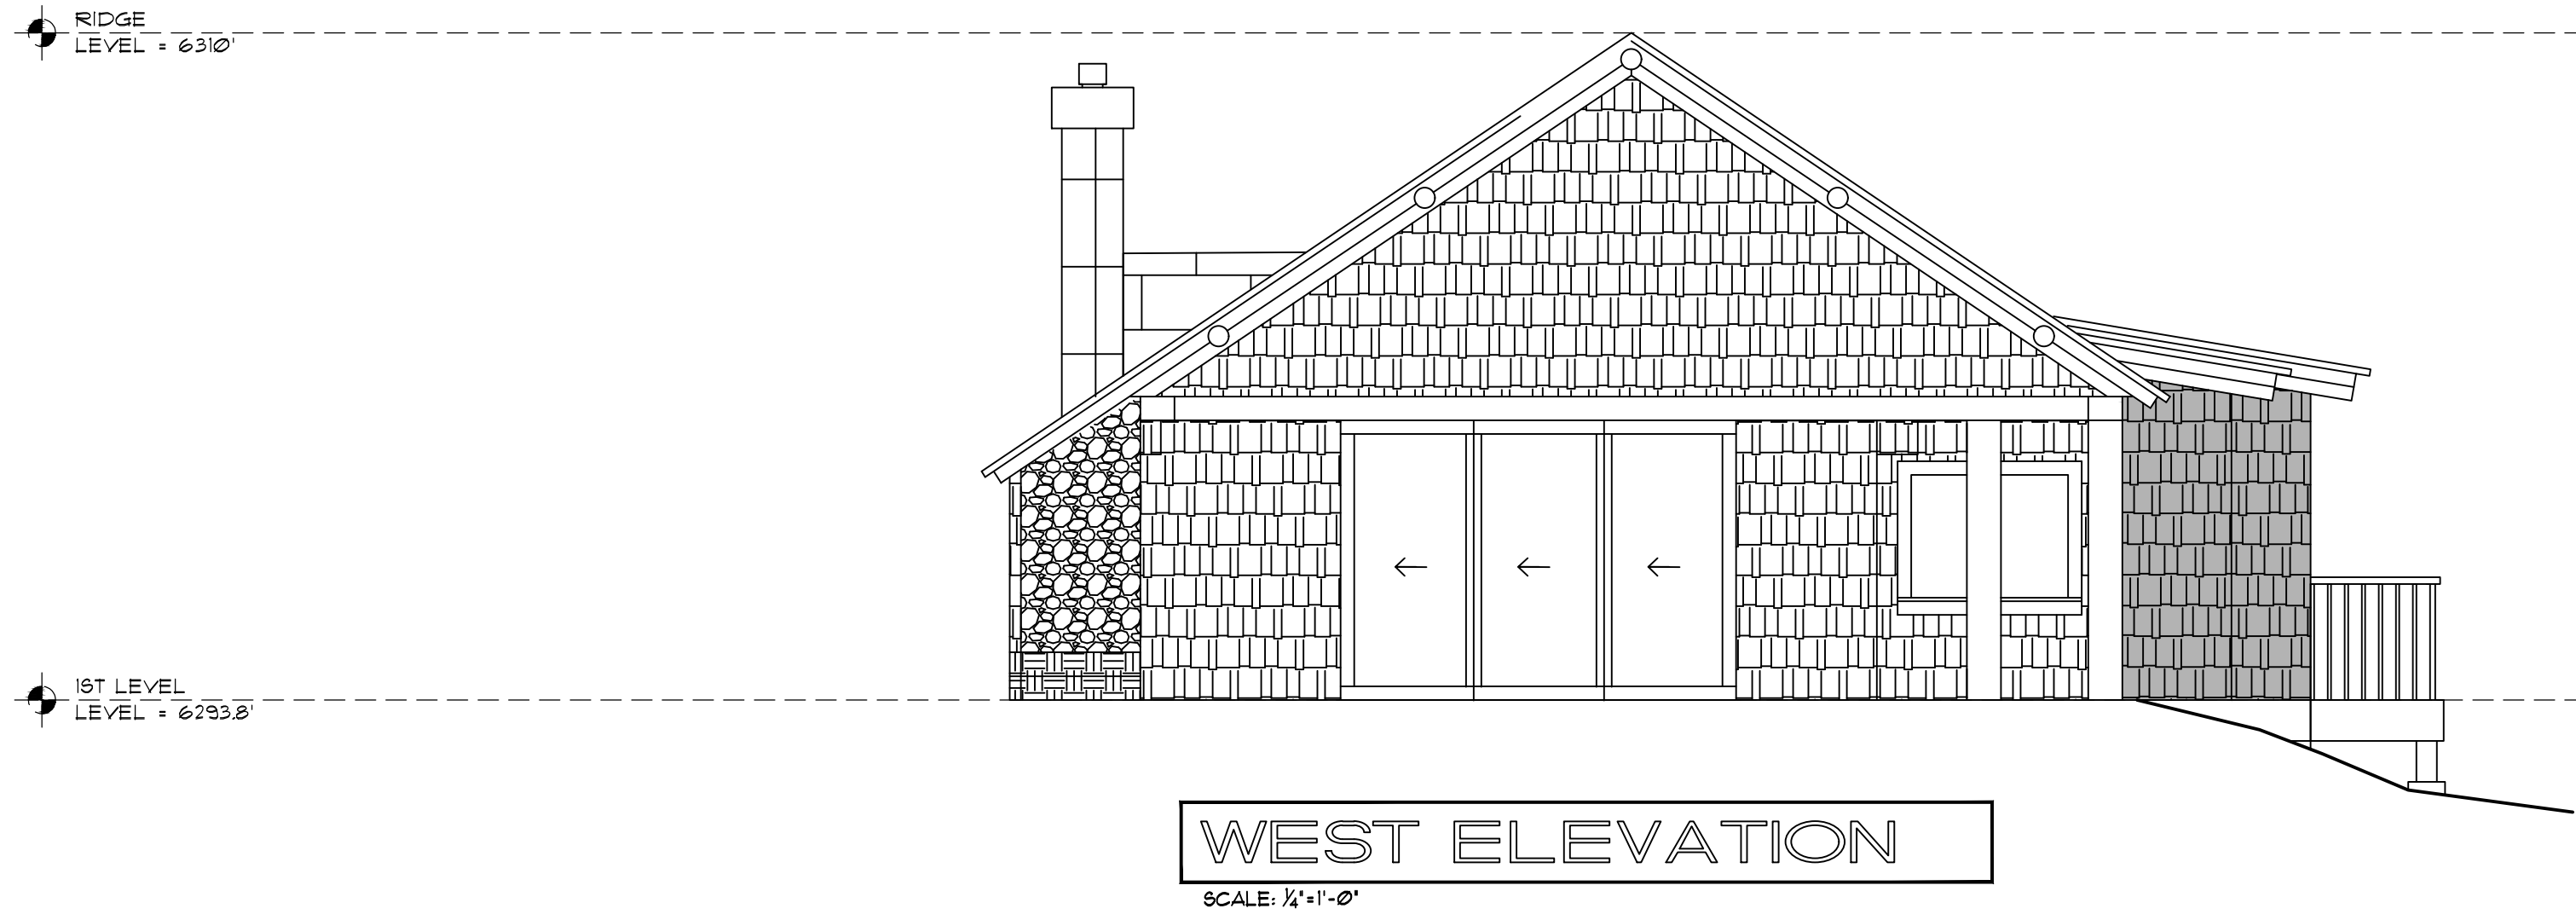 RIDGE
LEVEL = 6310'
1ST LEVEL
LEVEL = 6293.8'
WEST ELEVATION
SCALE: ¼"=1'-0"